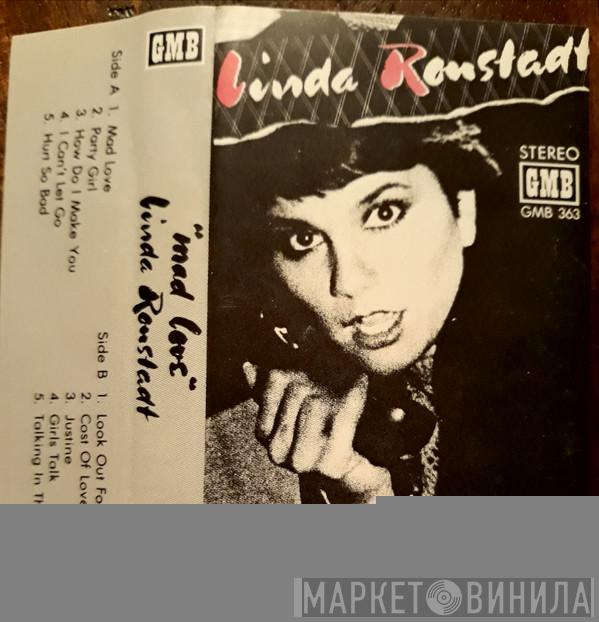 Linda Ronstadt
STEREO
GMB
GMB 363
GMB
"mad love"
Linda Ronstadt
Side A
1. Mad Love
2. Party Girl
3. How Do I Make You
4. I Can't Let Go
5. Hurt So Bad
Side B
1. Look Out
2. Cost Of Love
3. Justine
4. Girls Talk
5. Talking In
МАРКЕТ ВИНИЛА